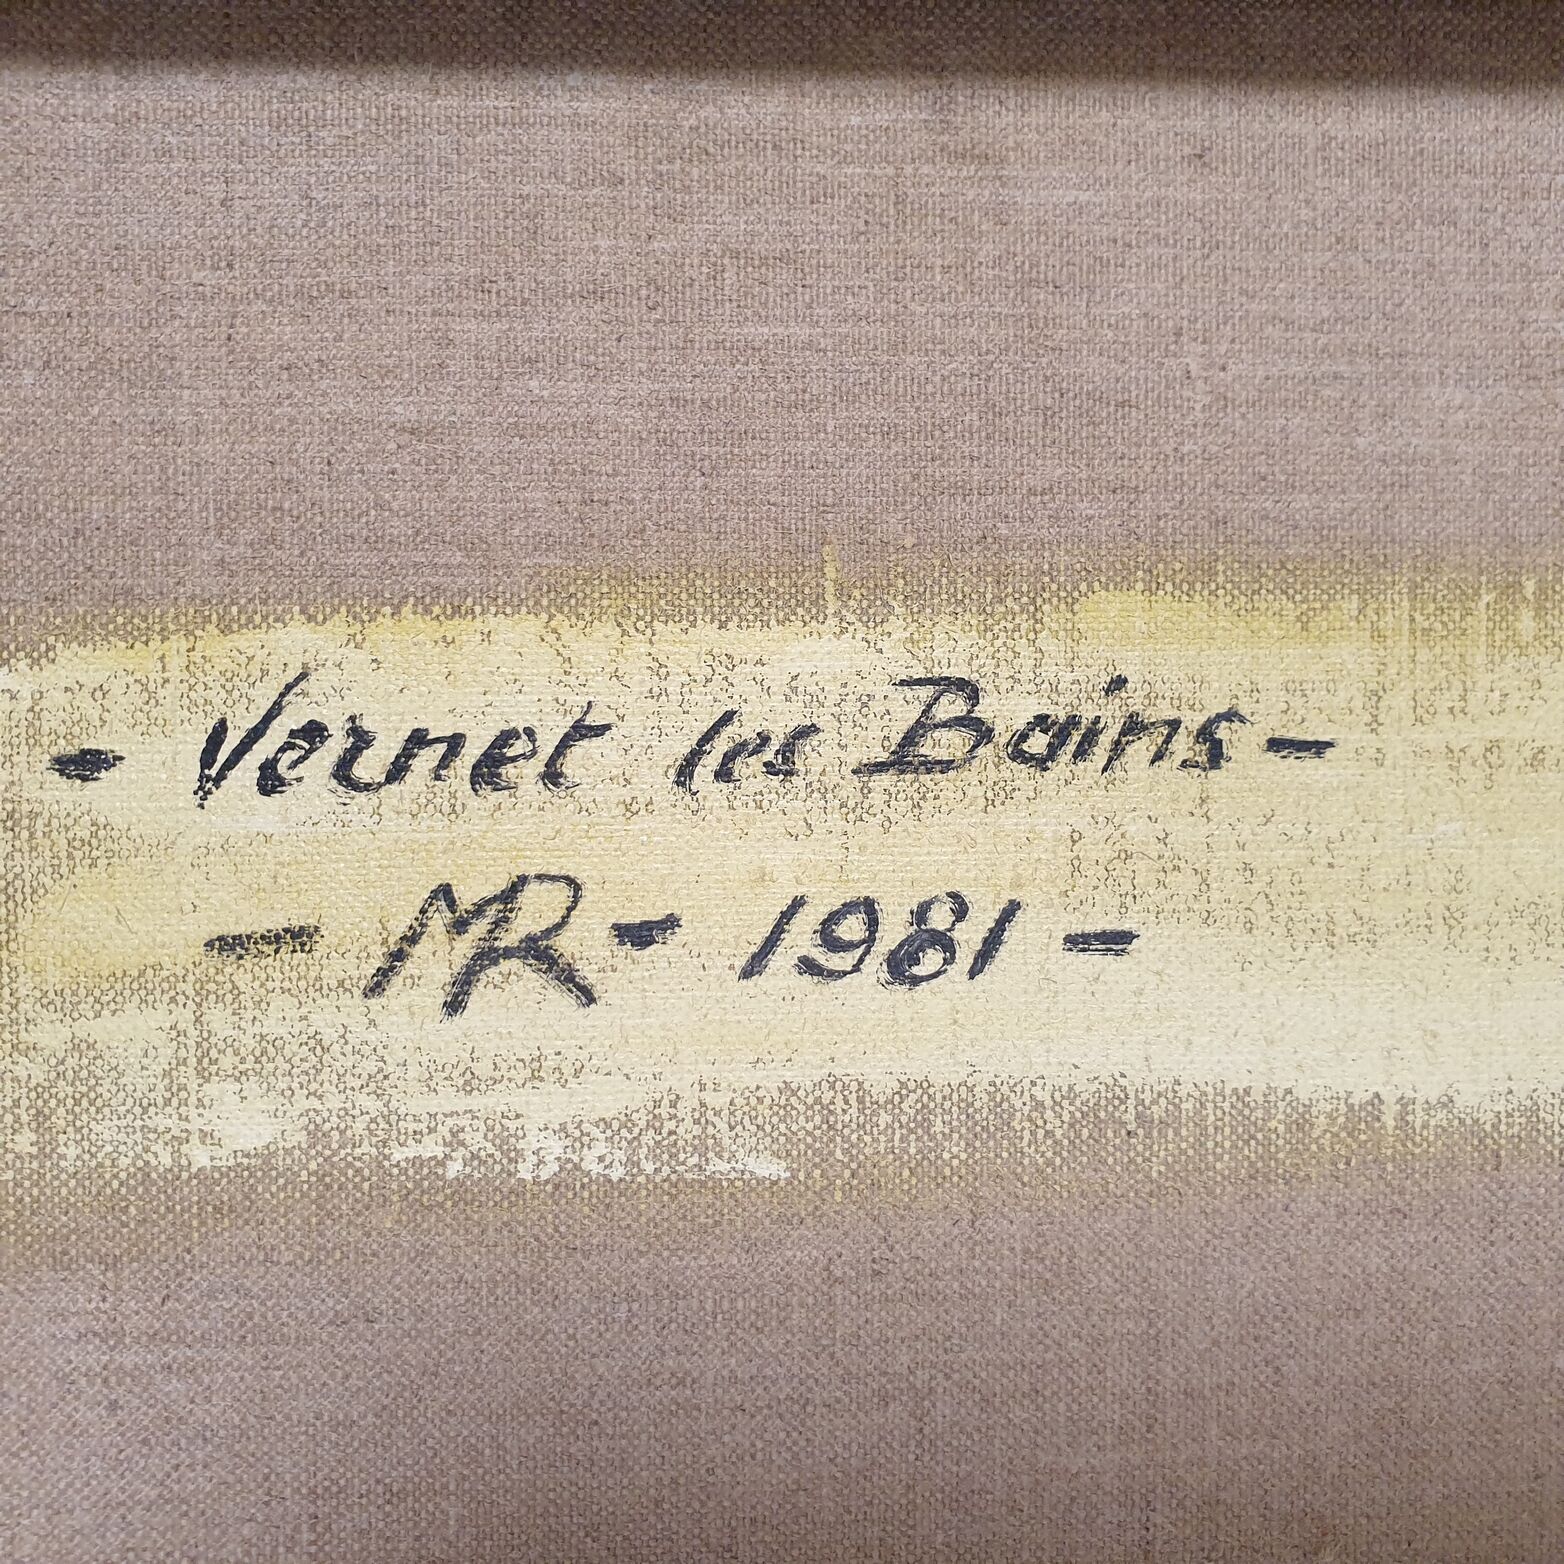 - Vernet les Bains -
- MR - 1981 -